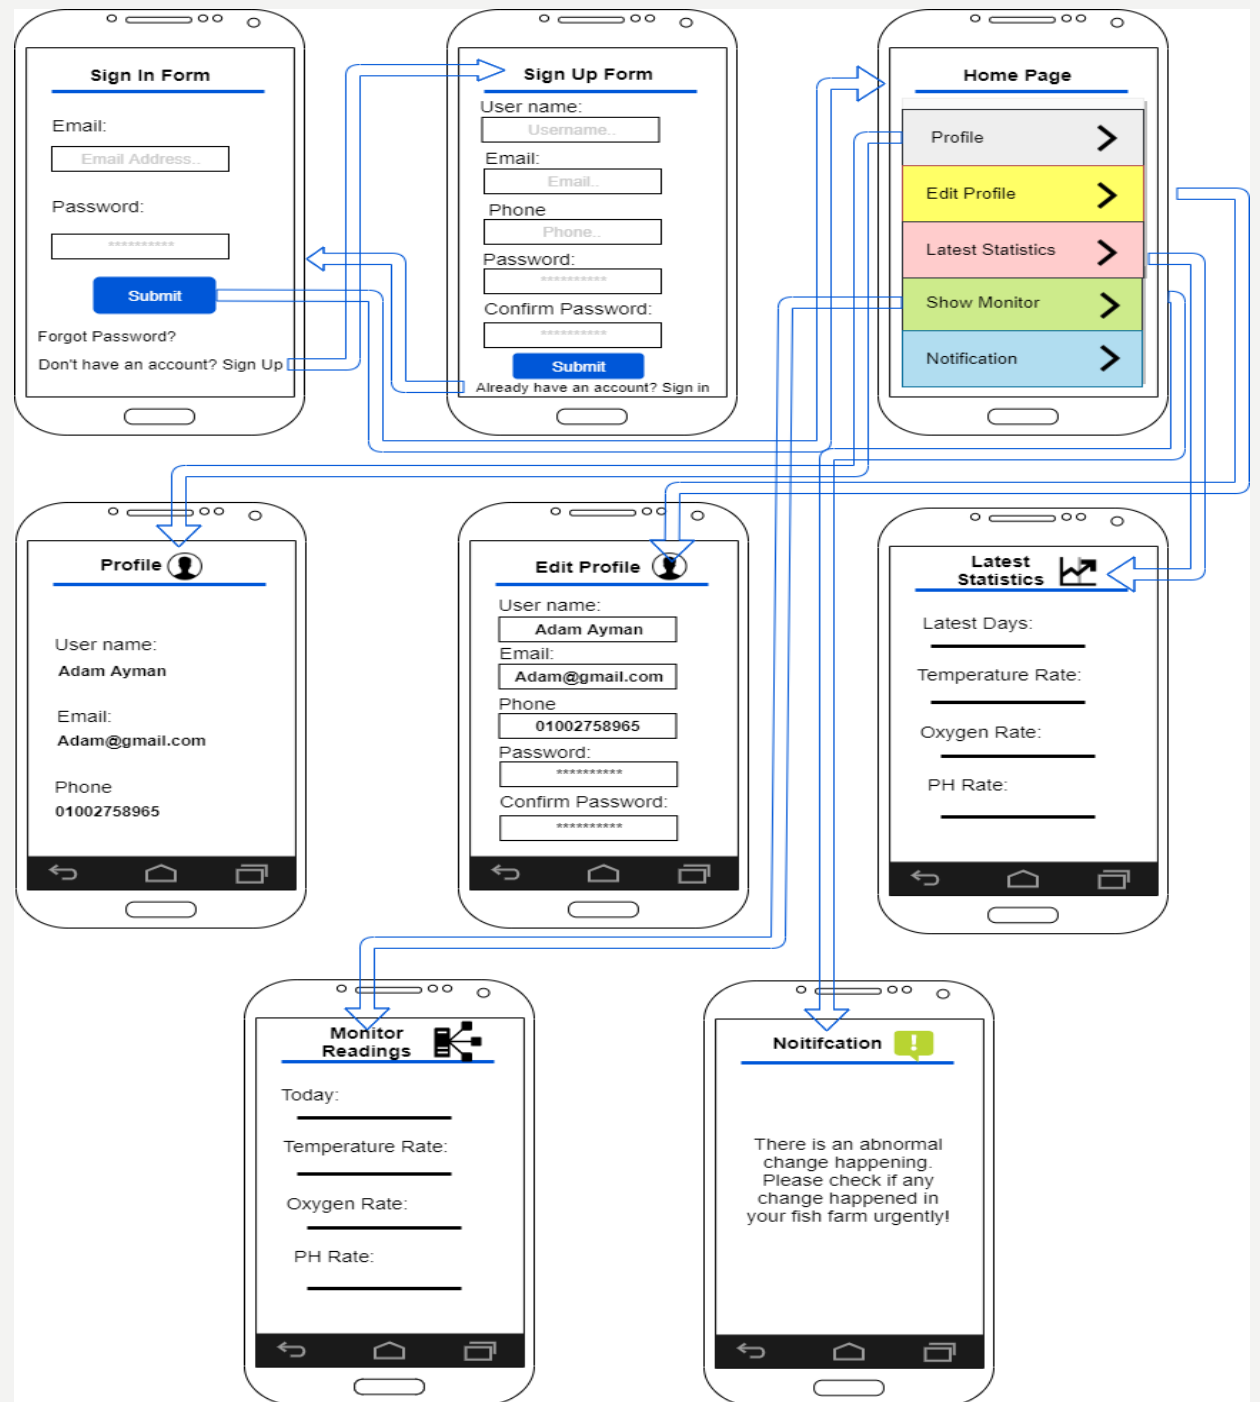 Sign In Form
Email:
Email Address..
Password:
**********
Submit
Forgot Password?
Don't have an account? Sign Up
Sign Up Form
User name:
Username..
Email:
Email..
Phone
Phone..
Password:
**********
Confirm Password:
**********
Submit
Already have an account? Sign in
Home Page
Profile
Edit Profile
Latest Statistics
Show Monitor
Notification
Profile
User name:
Adam Ayman
Email:
Adam@gmail.com
Phone
01002758965
Edit Profile
User name:
Adam Ayman
Email:
Adam@gmail.com
Phone
01002758965
Password:
**********
Confirm Password:
**********
Latest
Statistics
Latest Days:
Temperature Rate:
Oxygen Rate:
PH Rate:
Monitor
Readings
Today:
Temperature Rate:
Oxygen Rate:
PH Rate:
Noitifcation
!
There is an abnormal
change happening.
Please check if any
change happened in
your fish farm urgently!